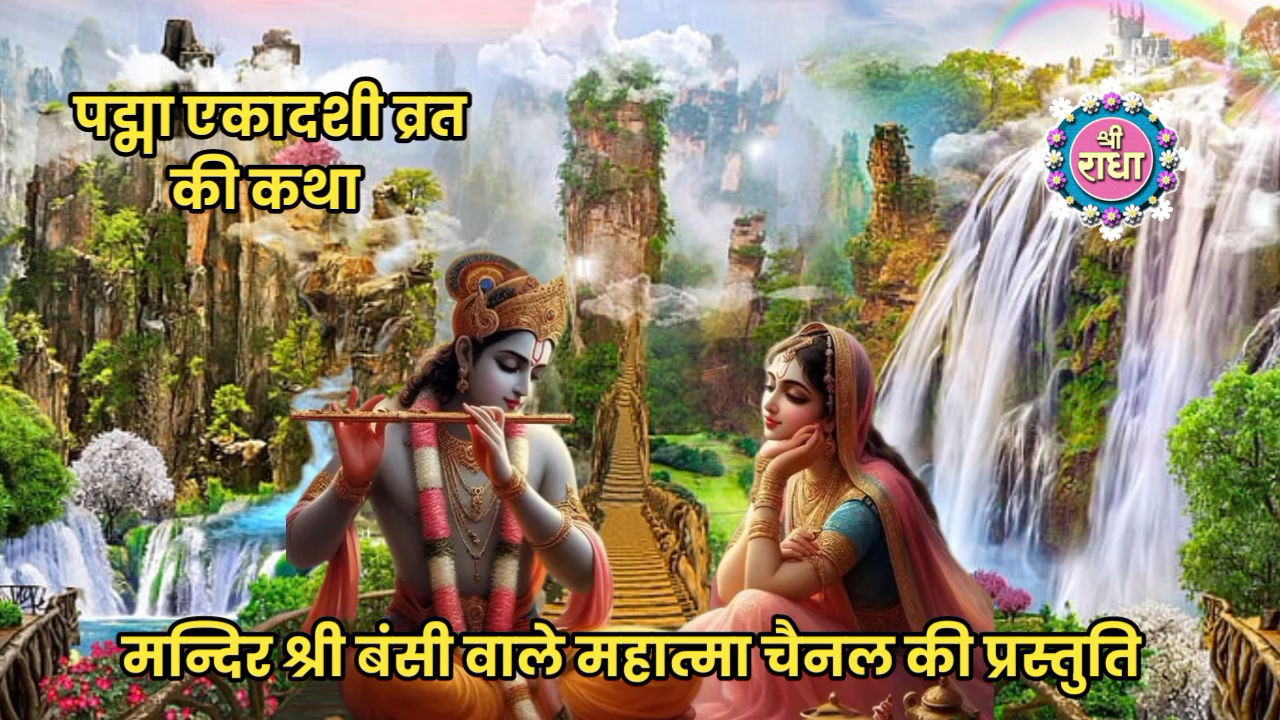 पद्मा एकादशी व्रत
की कथा
श्री
राधा
मन्दिर श्री बंसी वाले महात्मा चैनल की प्रस्तुति